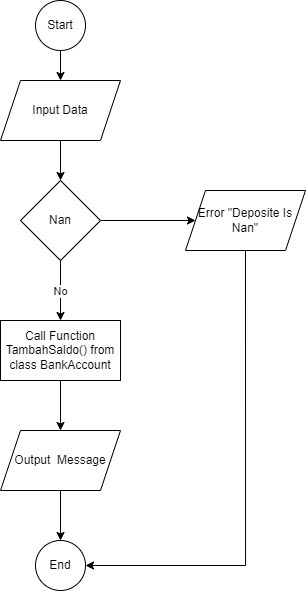 Start
Input Data
Nan
Error "Deposite Is
Nan"
No
Call Function
TambahSaldo() from
class BankAccount
Output  Message
End